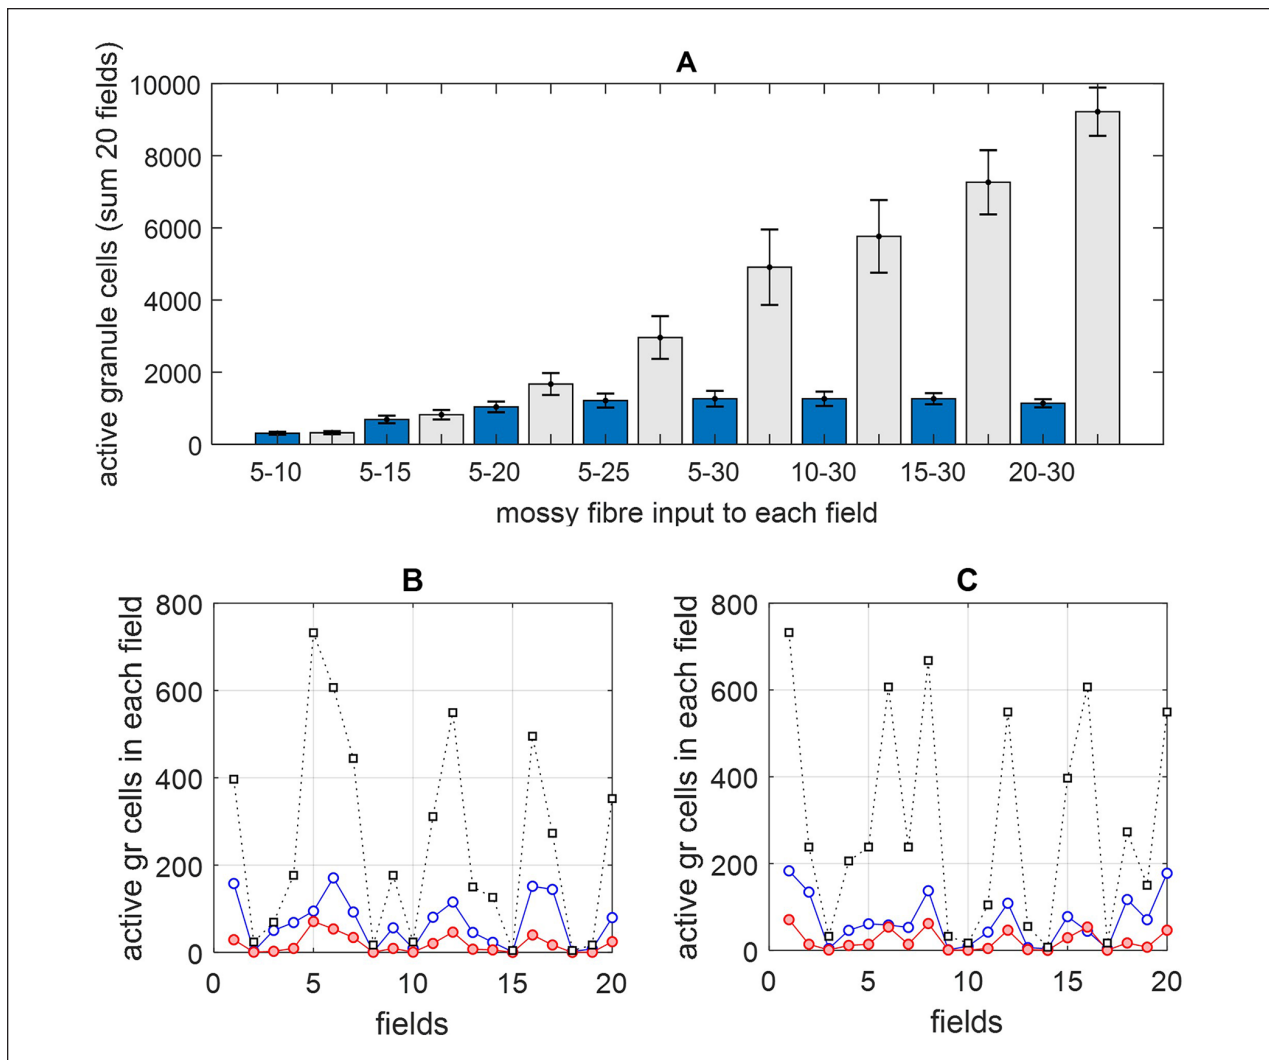 A
active granule cells (sum 20 fields)
10000
8000
6000
4000
2000
0
5-10 5-15 5-20 5-25 5-30 10-30 15-30 20-30
mossy fibre input to each field
B
active gr cells in each field
800
600
400
200
0
0 5 10 15 20
fields
C
active gr cells in each field
800
600
400
200
0
0 5 10 15 20
fields